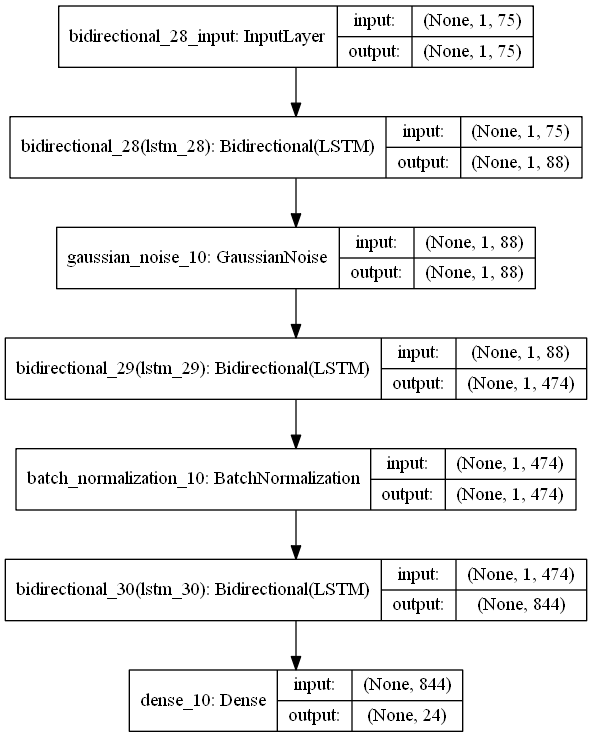 bidirectional_28_input: InputLayer input: (None, 1, 75)
output: (None, 1, 75)
bidirectional_28(lstm_28): Bidirectional(LSTM) input: (None, 1, 75)
output: (None, 1, 88)
gaussian_noise_10: GaussianNoise input: (None, 1, 88)
output: (None, 1, 88)
bidirectional_29(lstm_29): Bidirectional(LSTM) input: (None, 1, 88)
output: (None, 1, 474)
batch_normalization_10: BatchNormalization input: (None, 1, 474)
output: (None, 1, 474)
bidirectional_30(lstm_30): Bidirectional(LSTM) input: (None, 1, 474)
output: (None, 844)
dense_10: Dense input: (None, 844)
output: (None, 24)